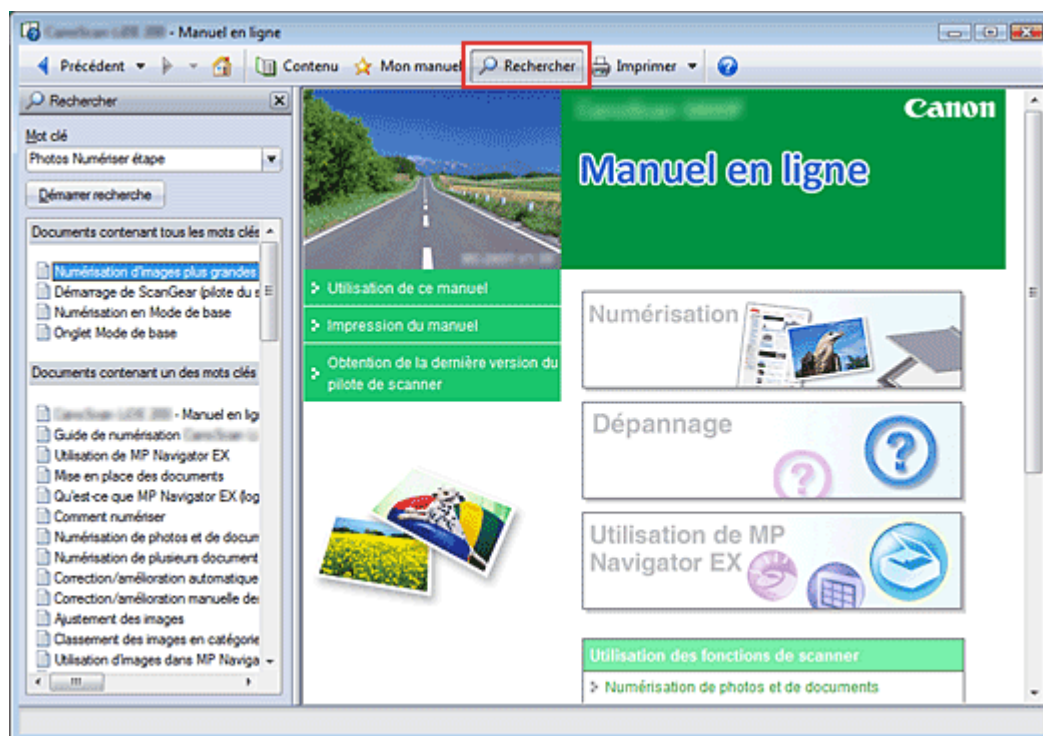 - Manuel en ligne
Précédent
Contenu
Mon manuel
Rechercher
Imprimer
Rechercher
Mot clé
Photos Numériser étape
Démarrer recherche
Documents contenant tous les mots clés
Numérisation d'images plus grandes
Démarrage de ScanGear (pilote du s
Numérisation en Mode de base
Onglet Mode de base
Documents contenant un des mots clés
- Manuel en lig
Guide de numérisation
Utilisation de MP Navigator EX
Mise en place des documents
Qu'est-ce que MP Navigator EX (log
Comment numériser
Numérisation de photos et de docum
Numérisation de plusieurs document
Correction/amélioration automatique
Correction/amélioration manuelle de
Ajustement des images
Classement des images en catégorie
Utilisation d'images dans MP Naviga
Canon
Manuel en ligne
Utilisation de ce manuel
Impression du manuel
Obtention de la dernière version du
pilote de scanner
Numérisation
Dépannage
Utilisation de MP
Navigator EX
Utilisation des fonctions de scanner
Numérisation de photos et de documents